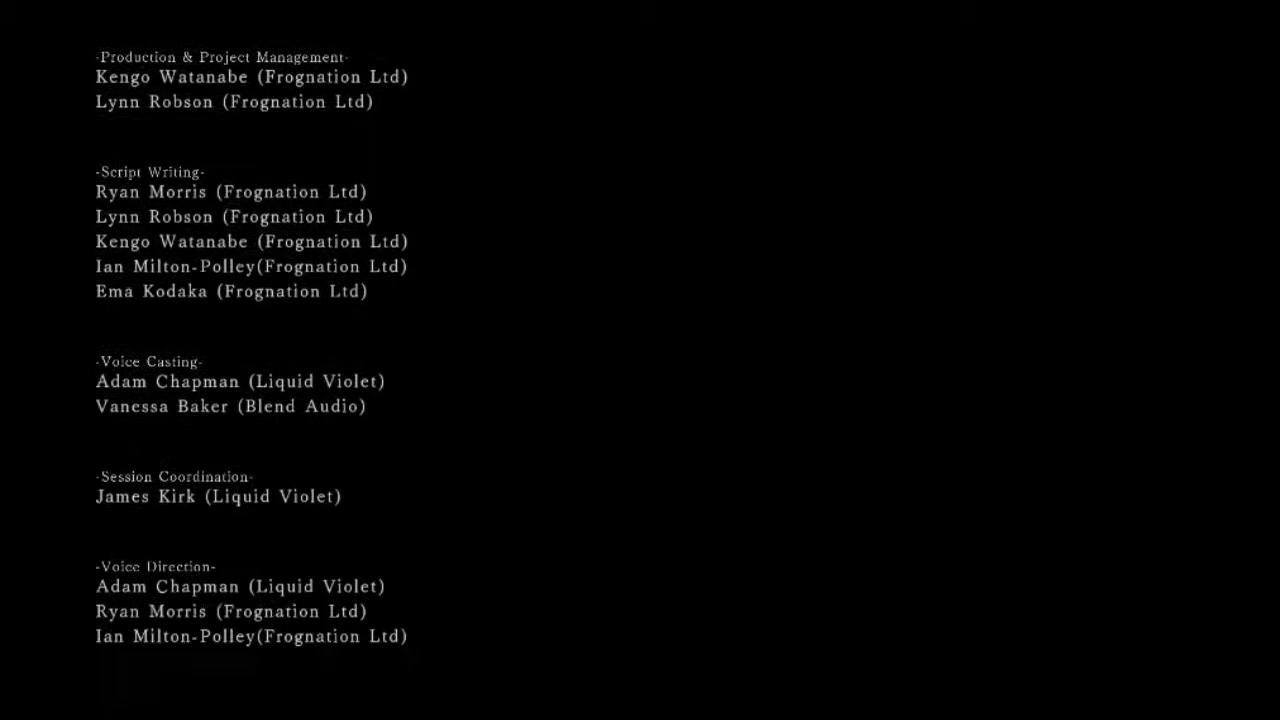 -Production & Project Management-
Kengo Watanabe (Frognation Ltd)
Lynn Robson (Frognation Ltd)
-Script Writing-
Ryan Morris (Frognation Ltd)
Lynn Robson (Frognation Ltd)
Kengo Watanabe (Frognation Ltd)
Ian Milton-Polley(Frognation Ltd)
Ema Kodaka (Frognation Ltd)
-Voice Casting-
Adam Chapman (Liquid Violet)
Vanessa Baker (Blend Audio)
-Session Coordination-
James Kirk (Liquid Violet)
-Voice Direction-
Adam Chapman (Liquid Violet)
Ryan Morris (Frognation Ltd)
Ian Milton-Polley(Frognation Ltd)